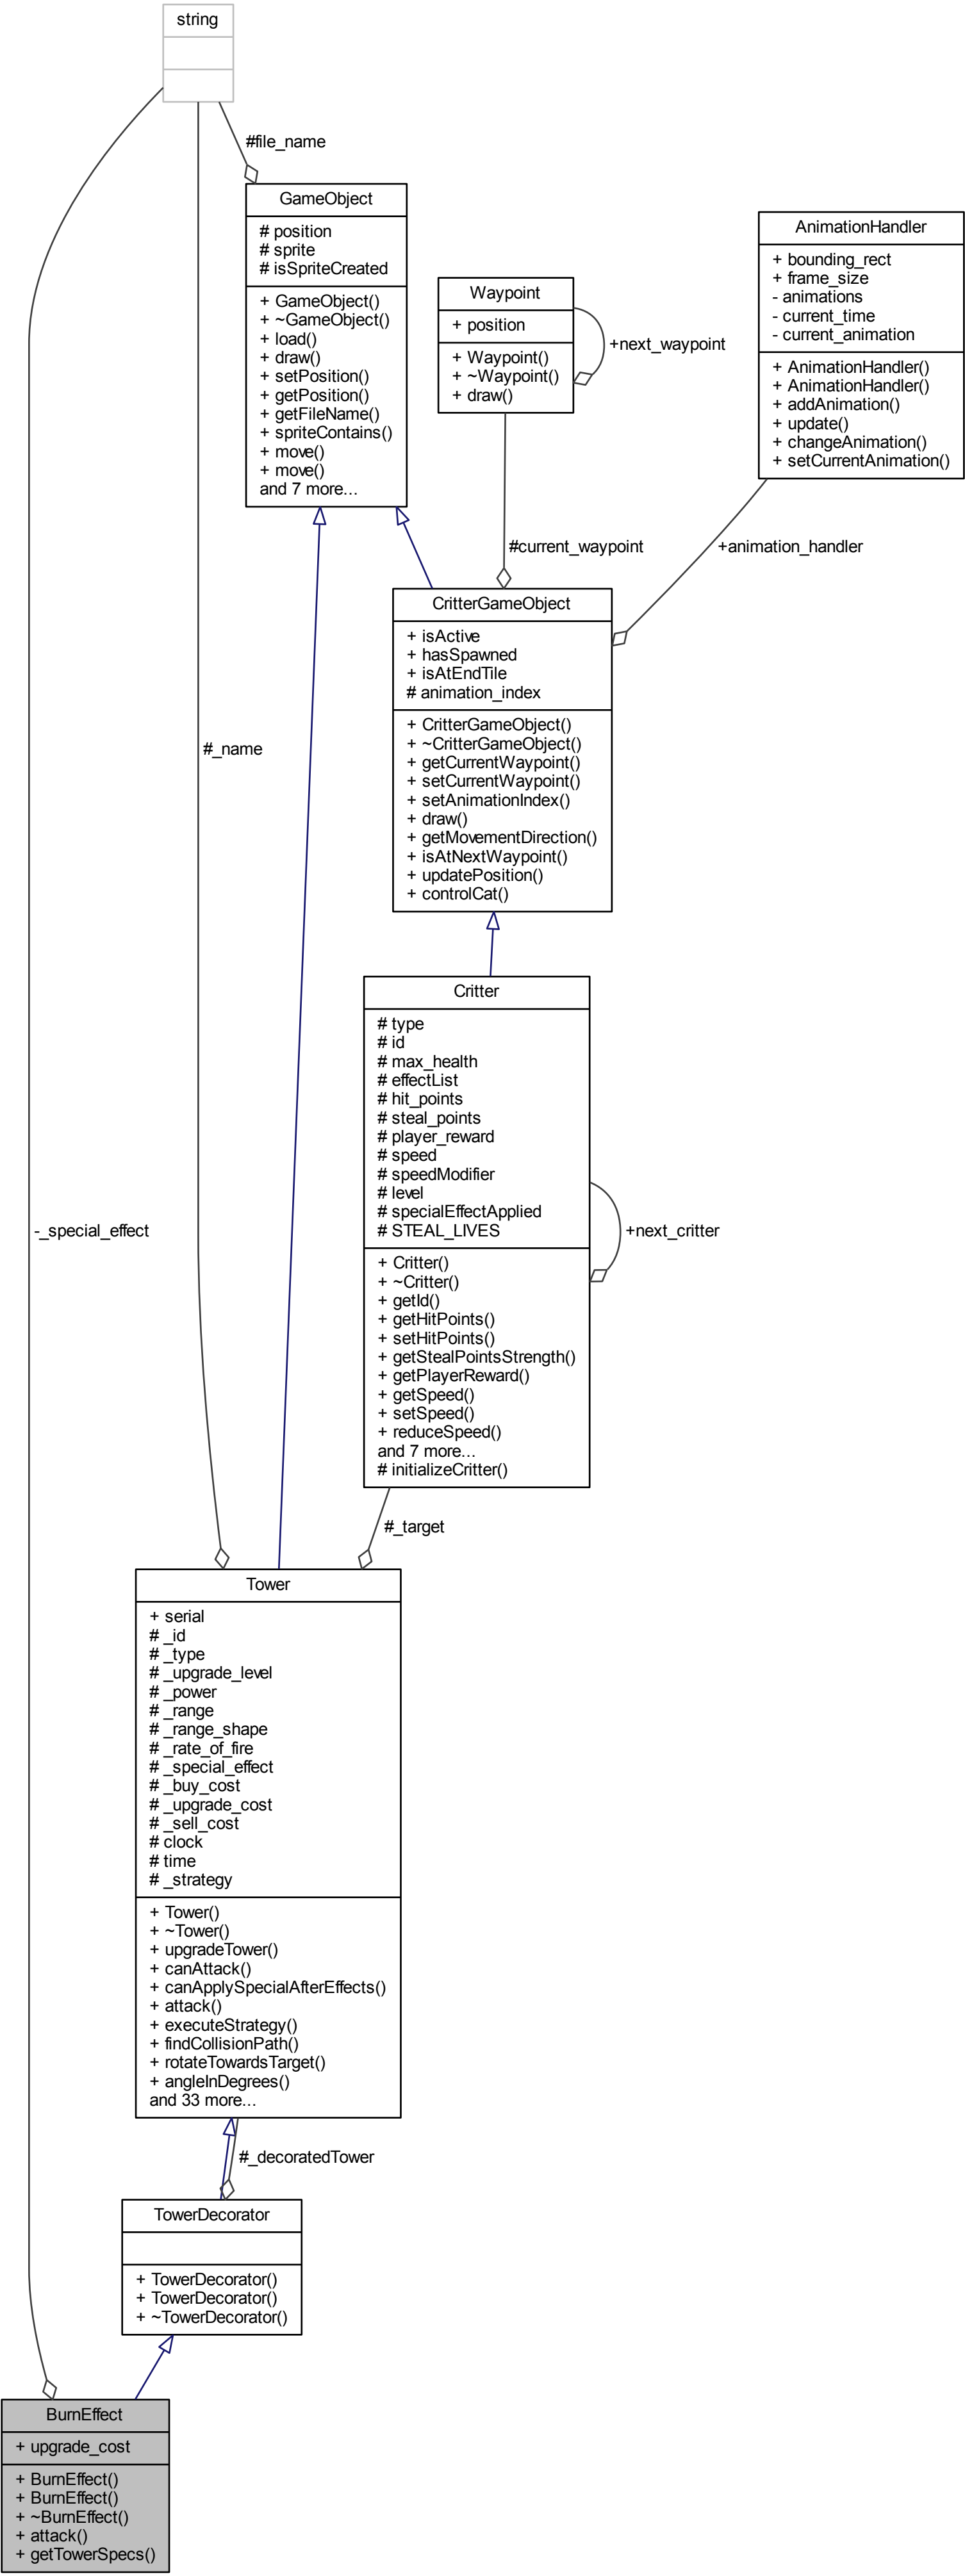 string
#file_name
GameObject
# position
# sprite
# isSpriteCreated
+ GameObject()
+ ~GameObject()
+ load()
+ draw()
+ setPosition()
+ getPosition()
+ getFileName()
+ spriteContains()
+ move()
+ move()
and 7 more...
Waypoint
+ position
+ Waypoint()
+ ~Waypoint()
+ draw()
+next_waypoint
AnimationHandler
+ bounding_rect
+ frame_size
- animations
- current_time
- current_animation
+ AnimationHandler()
+ AnimationHandler()
+ addAnimation()
+ update()
+ changeAnimation()
+ setCurrentAnimation()
#current_waypoint
+animation_handler
CritterGameObject
+ isActive
+ hasSpawned
+ isAtEndTile
# animation_index
+ CritterGameObject()
+ ~CritterGameObject()
+ getCurrentWaypoint()
+ setCurrentWaypoint()
+ setAnimationIndex()
+ draw()
+ getMovementDirection()
+ isAtNextWaypoint()
+ updatePosition()
+ controlCat()
#_name
Critter
# type
# id
# max_health
# effectList
# hit_points
# steal_points
# player_reward
# speed
# speedModifier
# level
# specialEffectApplied
# STEAL_LIVES
+ Critter()
+ ~Critter()
+ getId()
+ getHitPoints()
+ setHitPoints()
+ getStealPointsStrength()
+ getPlayerReward()
+ getSpeed()
+ setSpeed()
+ reduceSpeed()
and 7 more...
# initializeCritter()
+next_critter
-_special_effect
#_target
Tower
+ serial
# _id
# _type
# _upgrade_level
# _power
# _range
# _range_shape
# _rate_of_fire
# _special_effect
# _buy_cost
# _upgrade_cost
# _sell_cost
# clock
# time
# _strategy
+ Tower()
+ ~Tower()
+ upgradeTower()
+ canAttack()
+ canApplySpecialAfterEffects()
+ attack()
+ executeStrategy()
+ findCollisionPath()
+ rotateTowardsTarget()
+ angleInDegrees()
and 33 more...
#_decoratedTower
TowerDecorator
+ TowerDecorator()
+ TowerDecorator()
+ ~TowerDecorator()
BurnEffect
+ upgrade_cost
+ BurnEffect()
+ BurnEffect()
+ ~BurnEffect()
+ attack()
+ getTowerSpecs()